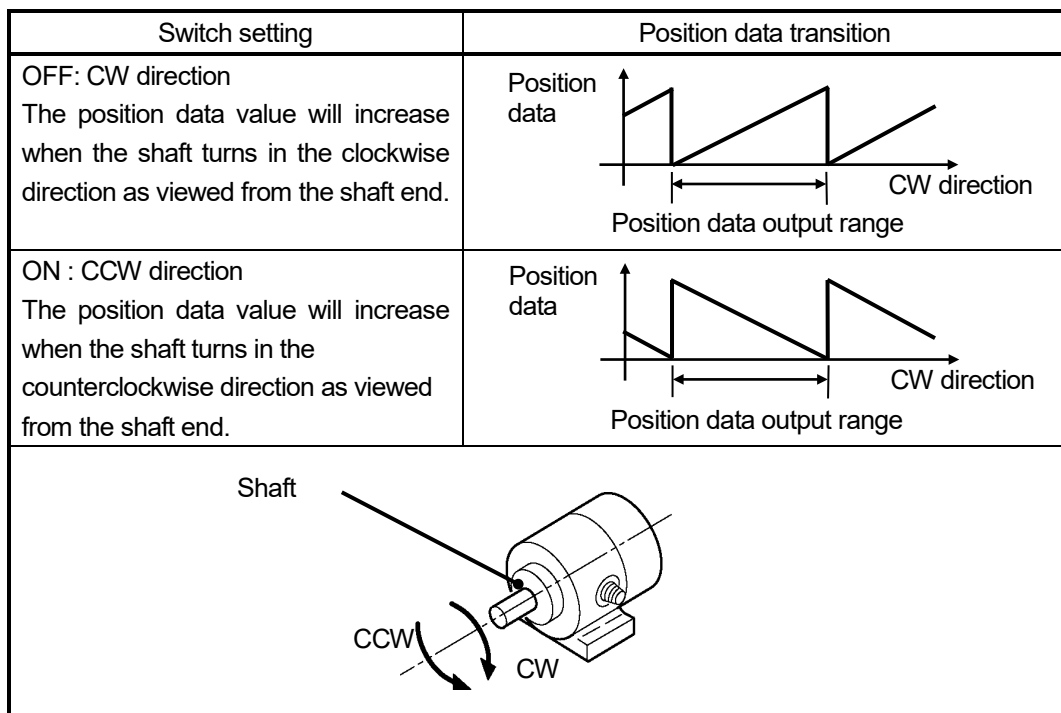 Switch setting
Position data transition
OFF: CW direction
The position data value will increase
when the shaft turns in the clockwise
direction as viewed from the shaft end.
Position
data
CW direction
Position data output range
ON : CCW direction
The position data value will increase
when the shaft turns in the
counterclockwise direction as viewed
from the shaft end.
Position
data
CW direction
Position data output range
Shaft
CCW
CW